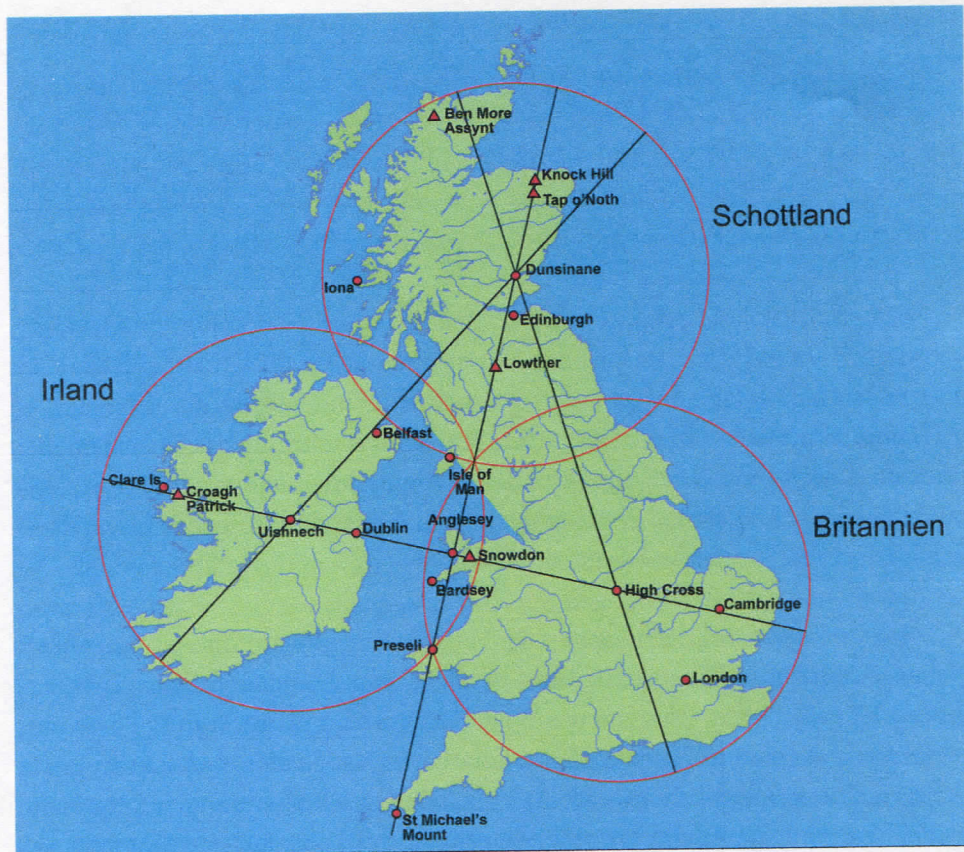 Ben More
Assynt
Knock Hill
Tap o'Noth
Schottland
Dunsinane
Iona
Edinburgh
Lowther
Irland
Belfast
Isle of
Man
Clare Is
Croagh
Patrick
Uishnech
Dublin
Anglesey
Britannien
Snowdon
Bardsey
High Cross
Cambridge
Preseli
London
St Michael's
Mount